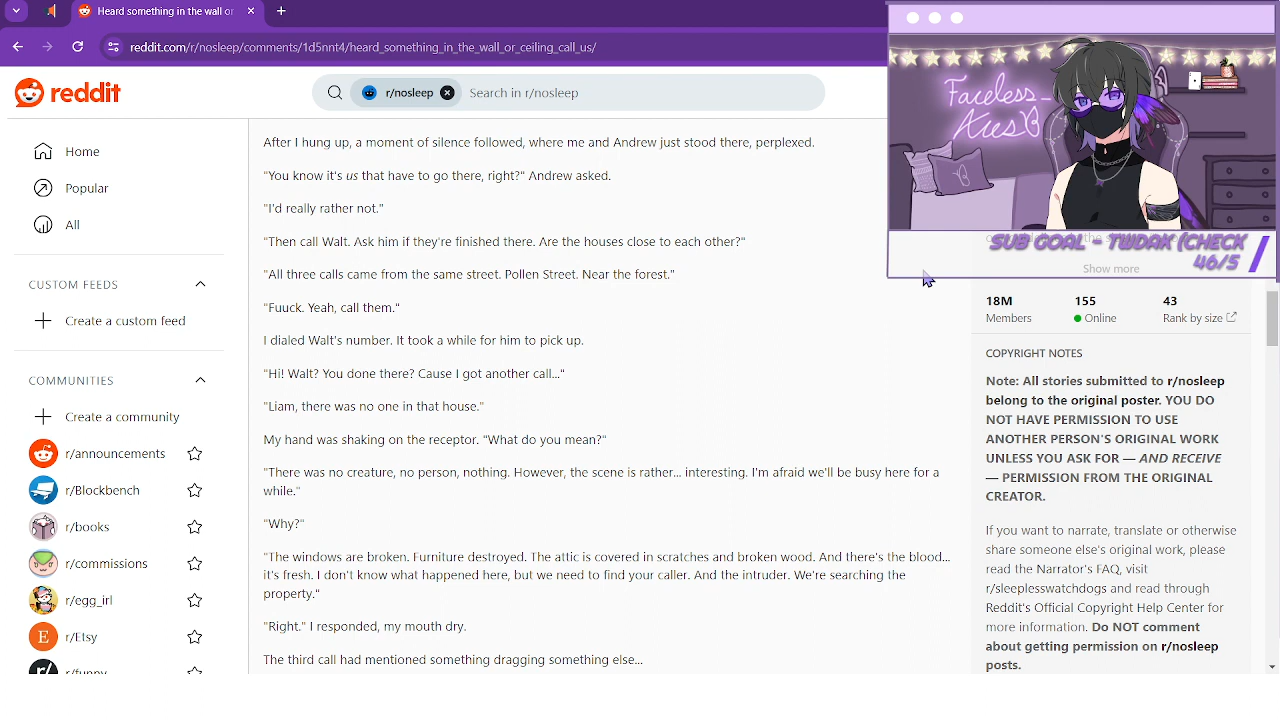 Heard something in the wall or
reddit.com/r/nosleep/comments/1d5nnt4/heard_something_in_the_wall_or_ceiling_call_us/
reddit
r/nosleep
Search in r/nosleep
Home
Popular
All
CUSTOM FEEDS
Create a custom feed
COMMUNITIES
Create a community
r/announcements
r/Blockbench
r/books
r/commissions
r/egg_irl
r/Etsy
r/funny
After I hung up, a moment of silence followed, where me and Andrew just stood there, perplexed.
"You know it's us that have to go there, right?" Andrew asked.
"I'd really rather not."
"Then call Walt. Ask him if they're finished there. Are the houses close to each other?"
"All three calls came from the same street. Pollen Street. Near the forest."
"Fuuck. Yeah, call them."
I dialed Walt's number. It took a while for him to pick up.
"Hi! Walt? You done there? Cause I got another call..."
"Liam, there was no one in that house."
My hand was shaking on the receptor. "What do you mean?"
"There was no creature, no person, nothing. However, the scene is rather... interesting. I'm afraid we'll be busy here for a
while."
"Why?"
"The windows are broken. Furniture destroyed. The attic is covered in scratches and broken wood. And there's the blood...
it's fresh. I don't know what happened here, but we need to find your caller. And the intruder. We're searching the
property."
"Right." I responded, my mouth dry.
The third call had mentioned something dragging something else...
Faceless_
AcesB
SUB GOAL - TWDAK (CHECK
46/5
Show more
18M
Members
155
Online
43
Rank by size
COPYRIGHT NOTES
Note: All stories submitted to r/nosleep
belong to the original poster. YOU DO
NOT HAVE PERMISSION TO USE
ANOTHER PERSON'S ORIGINAL WORK
UNLESS YOU ASK FOR — AND RECEIVE
— PERMISSION FROM THE ORIGINAL
CREATOR.
If you want to narrate, translate or otherwise
share someone else's original work, please
read the Narrator's FAQ, visit
r/sleeplesswatchdogs and read through
Reddit's Official Copyright Help Center for
more information. Do NOT comment
about getting permission on r/nosleep
posts.